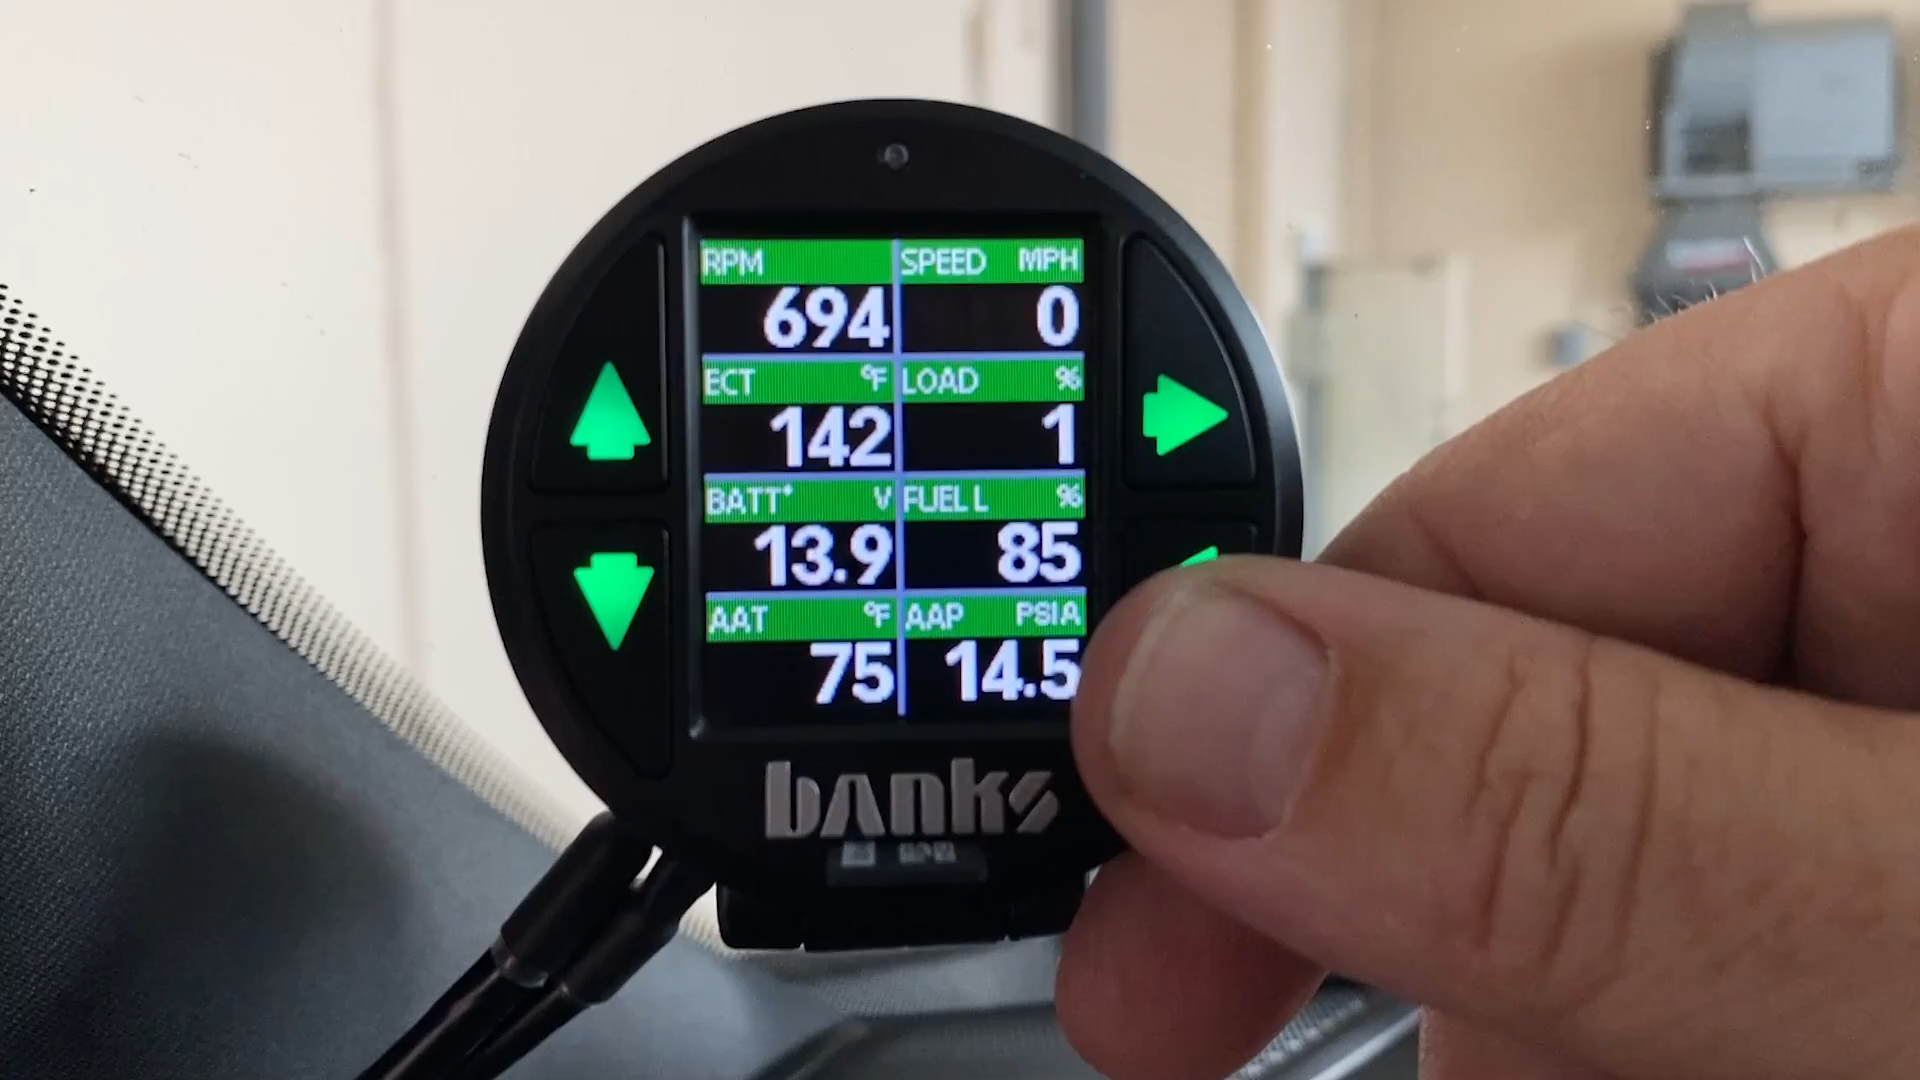 RPM SPEED MPH
694 0
ECT °F LOAD %
142 1
BATT+ V FUEL L %
13.9 85
AAT °F AAP PSIA
75 14.5
banks